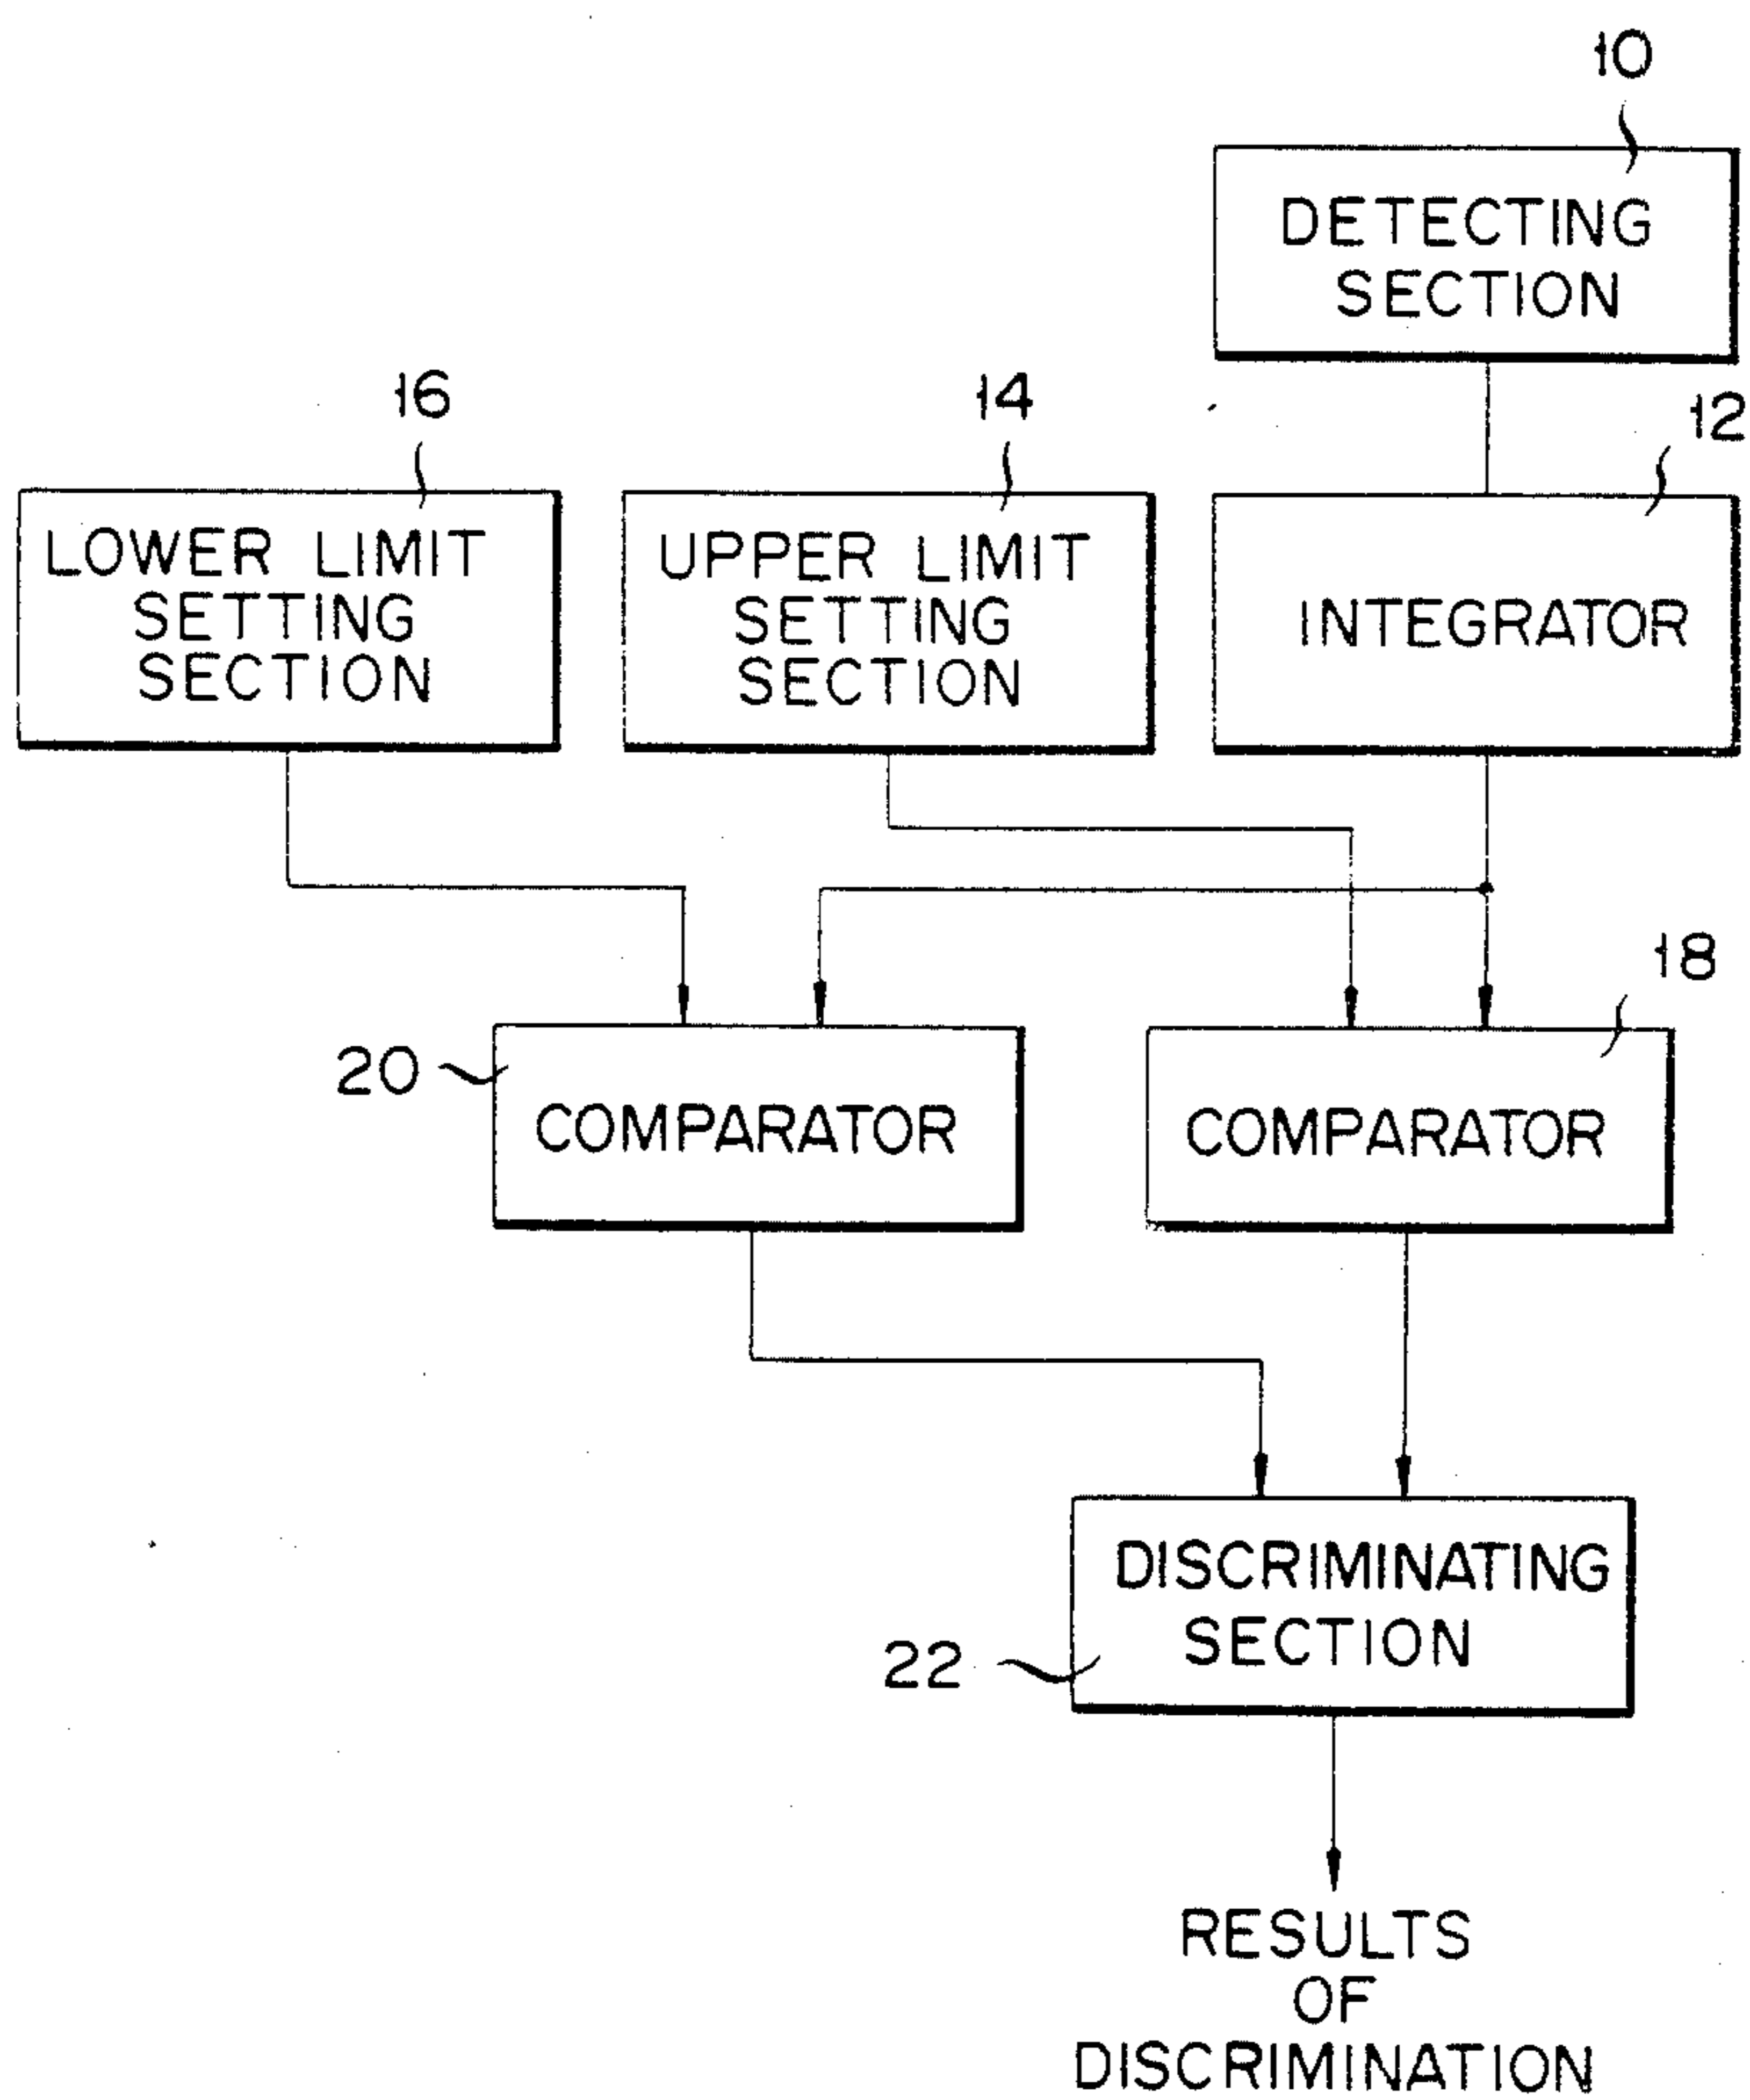 10
DETECTING
SECTION
16
14
12
LOWER LIMIT
SETTING
SECTION
UPPER LIMIT
SETTING
SECTION
INTEGRATOR
18
20
COMPARATOR
COMPARATOR
DISCRIMINATING
SECTION
22
RESULTS
OF
DISCRIMINATION